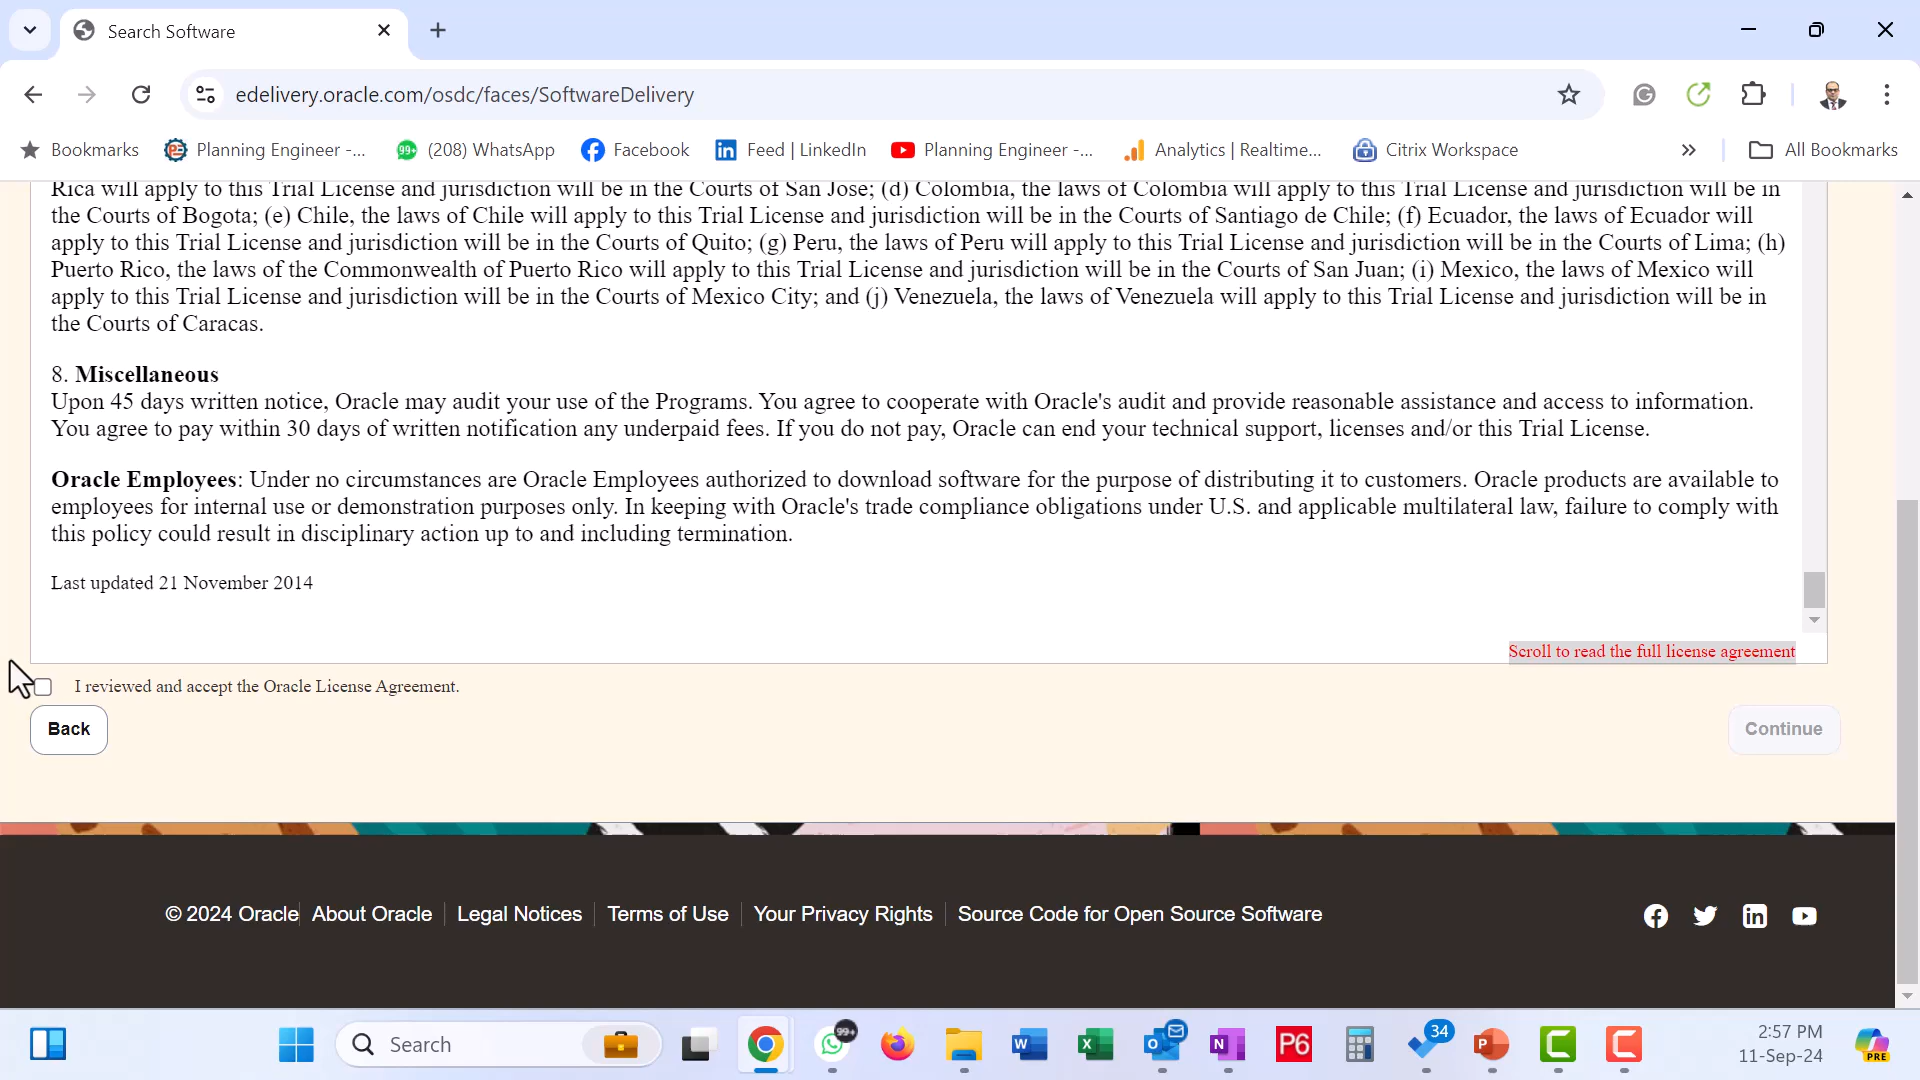 Search Software
edelivery.oracle.com/osdc/faces/SoftwareDelivery
Bookmarks
Planning Engineer -...
99+
(208) WhatsApp
Facebook
Feed | LinkedIn
Planning Engineer -...
Analytics | Realtime...
Citrix Workspace
All Bookmarks
Rica will apply to this Trial License and jurisdiction will be in the Courts of San Jose; (d) Colombia, the laws of Colombia will apply to this Trial License and jurisdiction will be in
the Courts of Bogota; (e) Chile, the laws of Chile will apply to this Trial License and jurisdiction will be in the Courts of Santiago de Chile; (f) Ecuador, the laws of Ecuador will
apply to this Trial License and jurisdiction will be in the Courts of Quito; (g) Peru, the laws of Peru will apply to this Trial License and jurisdiction will be in the Courts of Lima; (h)
Puerto Rico, the laws of the Commonwealth of Puerto Rico will apply to this Trial License and jurisdiction will be in the Courts of San Juan; (i) Mexico, the laws of Mexico will
apply to this Trial License and jurisdiction will be in the Courts of Mexico City; and (j) Venezuela, the laws of Venezuela will apply to this Trial License and jurisdiction will be in
the Courts of Caracas.
8. Miscellaneous
Upon 45 days written notice, Oracle may audit your use of the Programs. You agree to cooperate with Oracle's audit and provide reasonable assistance and access to information.
You agree to pay within 30 days of written notification any underpaid fees. If you do not pay, Oracle can end your technical support, licenses and/or this Trial License.
Oracle Employees: Under no circumstances are Oracle Employees authorized to download software for the purpose of distributing it to customers. Oracle products are available to
employees for internal use or demonstration purposes only. In keeping with Oracle's trade compliance obligations under U.S. and applicable multilateral law, failure to comply with
this policy could result in disciplinary action up to and including termination.
Last updated 21 November 2014
Scroll to read the full license agreement
I reviewed and accept the Oracle License Agreement.
Back
Continue
© 2024 Oracle
About Oracle
Legal Notices
Terms of Use
Your Privacy Rights
Source Code for Open Source Software
Search
99+
P6
34
2:57 PM
11-Sep-24
PRE